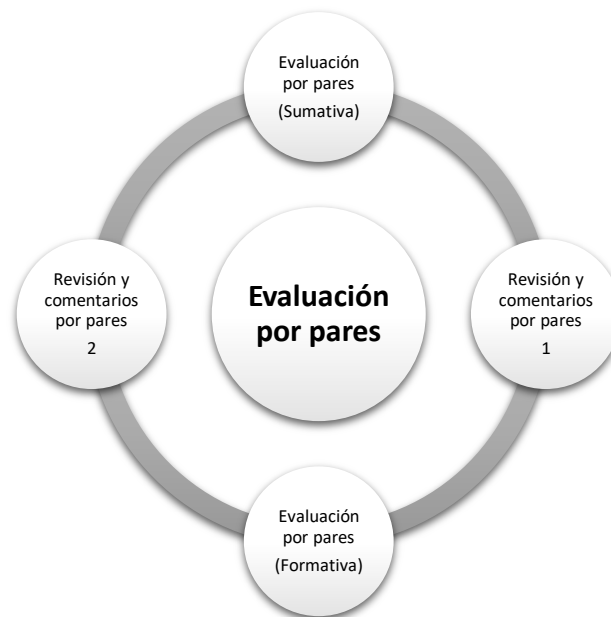 Evaluación
por pares
(Sumativa)
Revisión y
comentarios
por pares
2
Evaluación
por pares
Revisión y
comentarios
por pares
1
Evaluación
por pares
(Formativa)